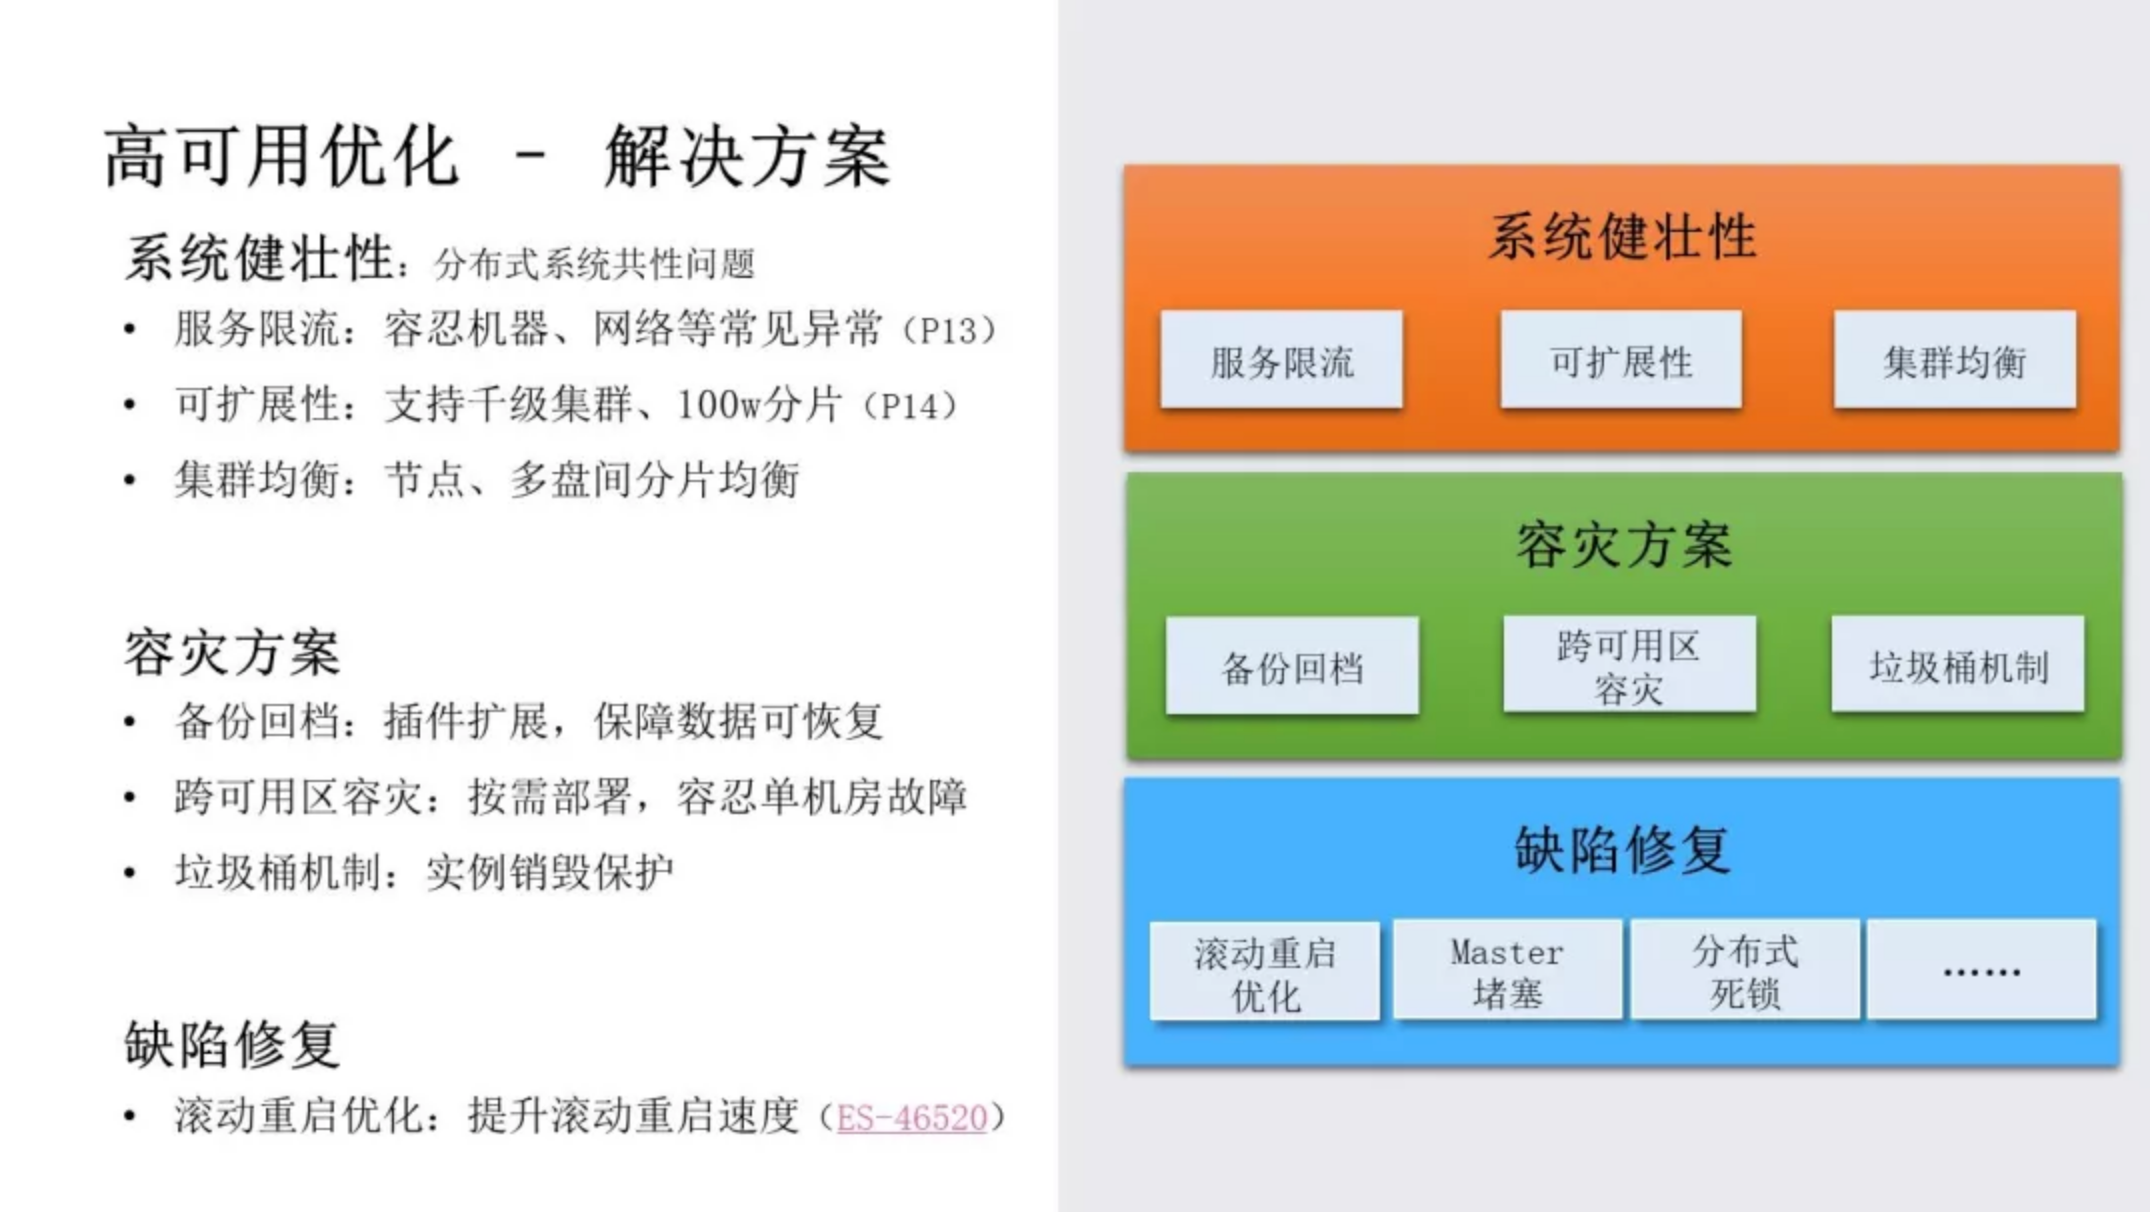 高可用优化 - 解决方案
系统健壮性：分布式系统共性问题
• 服务限流：容忍机器、网络等常见异常（P13）
• 可扩展性：支持千级集群、100w分片（P14）
• 集群均衡：节点、多盘间分片均衡
容灾方案
• 备份回档：插件扩展，保障数据可恢复
• 跨可用区容灾：按需部署，容忍单机房故障
• 垃圾桶机制：实例销毁保护
缺陷修复
• 滚动重启优化：提升滚动重启速度（ES-46520）
系统健壮性
服务限流
可扩展性
集群均衡
容灾方案
备份回档
跨可用区
容灾
垃圾桶机制
缺陷修复
滚动重启
优化
Master
堵塞
分布式
死锁
……